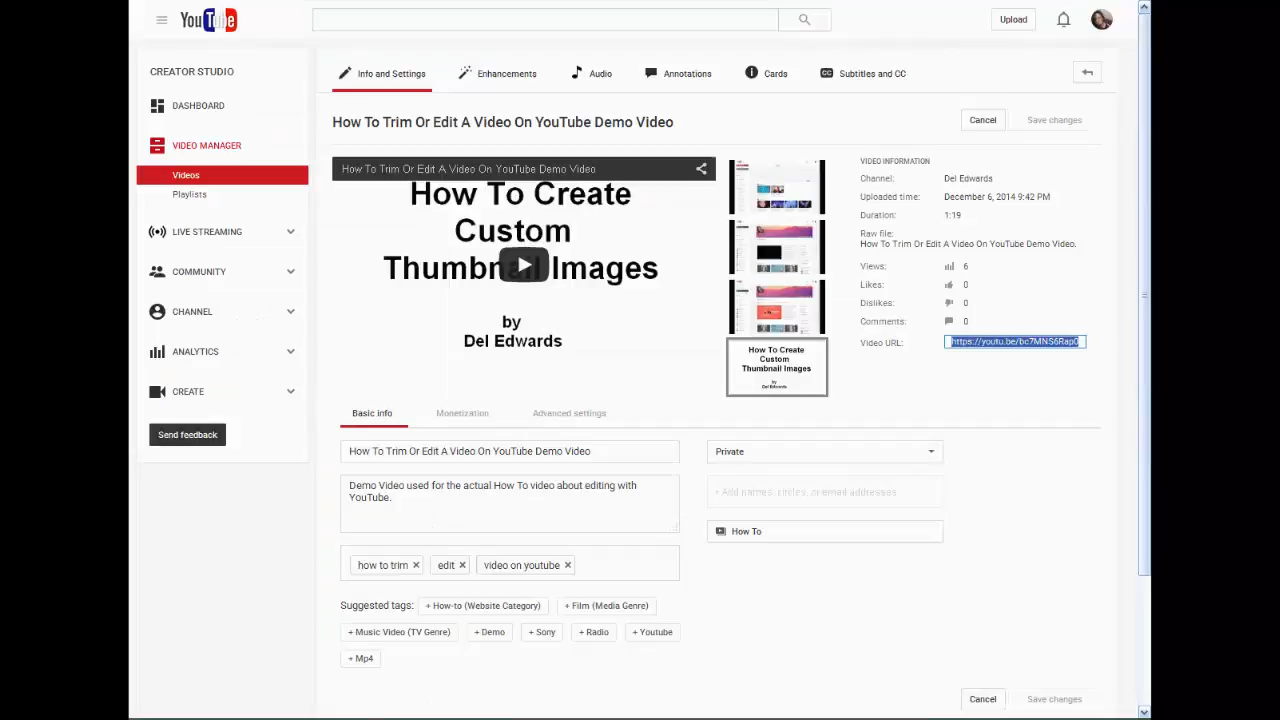 YouTube
Upload
CREATOR STUDIO
DASHBOARD
VIDEO MANAGER
Videos
Playlists
LIVE STREAMING
COMMUNITY
CHANNEL
ANALYTICS
CREATE
Send feedback
Info and Settings
Enhancements
Audio
Annotations
Cards
CC Subtitles and CC
How To Trim Or Edit A Video On YouTube Demo Video
Cancel
Save changes
How To Trim Or Edit A Video On YouTube Demo Video
How To Create
Custom
Thumbnail Images
by
Del Edwards
How To Create
Custom
Thumbnail Images
by
Del Edwards
VIDEO INFORMATION
Channel: Del Edwards
Uploaded time: December 6, 2014 9:42 PM
Duration: 1:19
Raw file:
How To Trim Or Edit A Video On YouTube Demo Video.
Views: 6
Likes: 0
Dislikes: 0
Comments: 0
Video URL: https://youtu.be/bc7MNS6Rap0
Basic info
Monetization
Advanced settings
How To Trim Or Edit A Video On YouTube Demo Video
Demo Video used for the actual How To video about editing with
YouTube.
how to trim × edit × video on youtube ×
Private
+ Add names, circles, or email addresses
How To
Suggested tags: + How-to (Website Category) + Film (Media Genre)
+ Music Video (TV Genre) + Demo + Sony + Radio + Youtube
+ Mp4
Cancel
Save changes